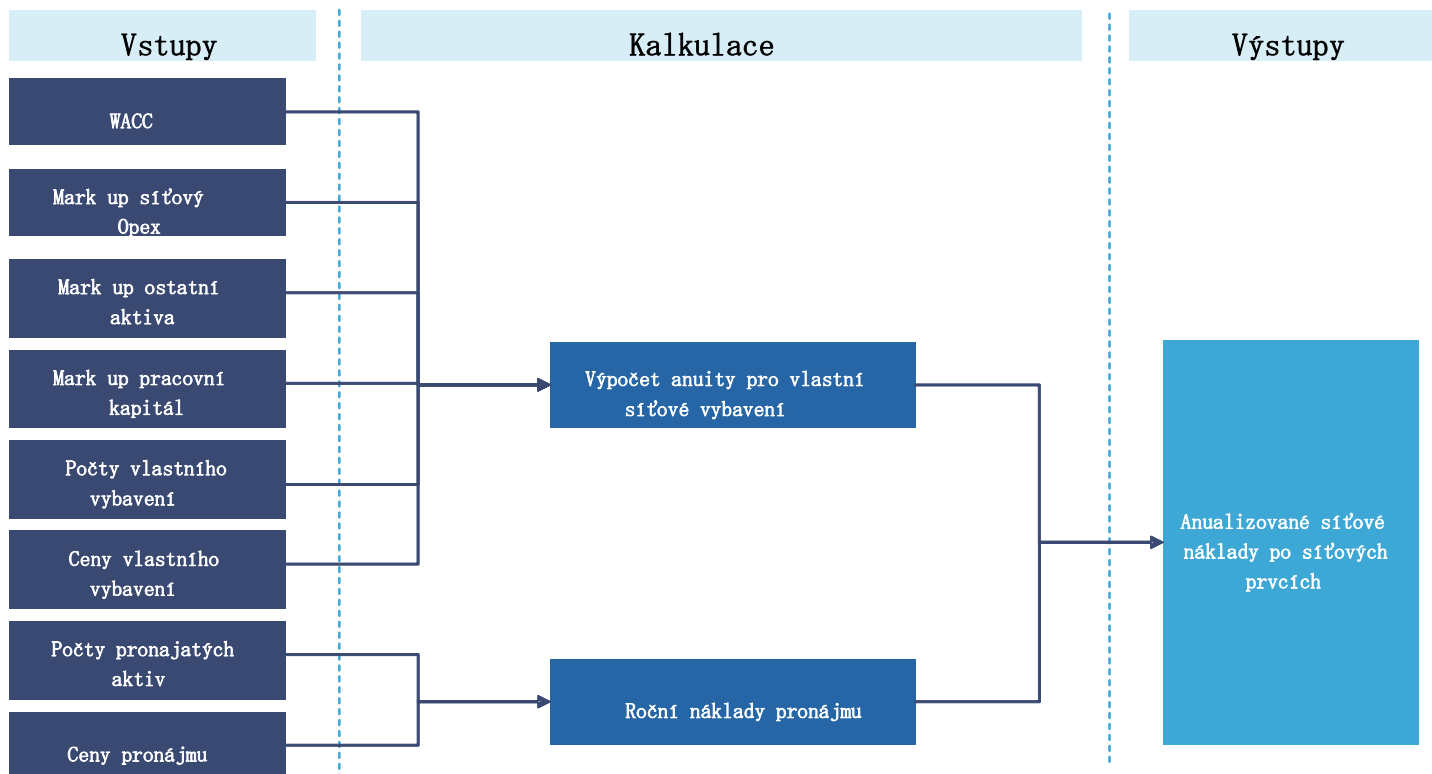 Vstupy
Kalkulace
Výstupy
WACC
Mark up síťový
Opex
Mark up ostatní
aktiva
Mark up pracovní
kapitál
Počty vlastního
vybavení
Ceny vlastního
vybavení
Počty pronajatých
aktiv
Ceny pronájmu
Výpočet anuity pro vlastní
síťové vybavení
Roční náklady pronájmu
Anualizované síťové
náklady po síťových
prvcích